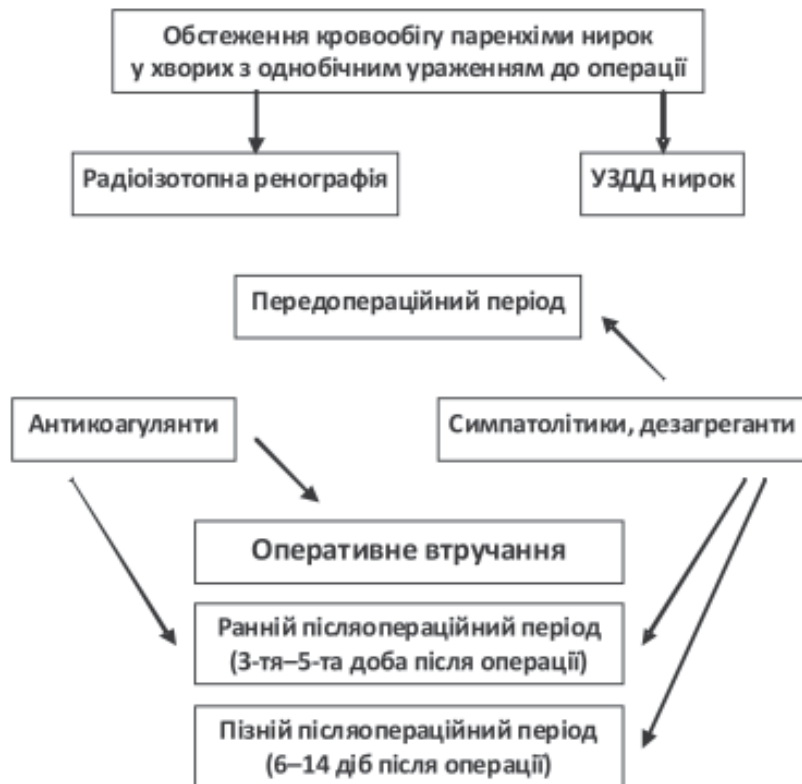 Обстеження кровообігу паренхіми нирок
у хворих з однобічним ураженням до операції
Радіоізотопна ренографія
УЗДД нирок
Передопераційний період
Антикоагулянти
Симпатолітики, дезагреганти
Оперативне втручання
Ранній післяопераційний період
(3-тя–5-та доба після операції)
Пізній післяопераційний період
(6–14 діб після операції)